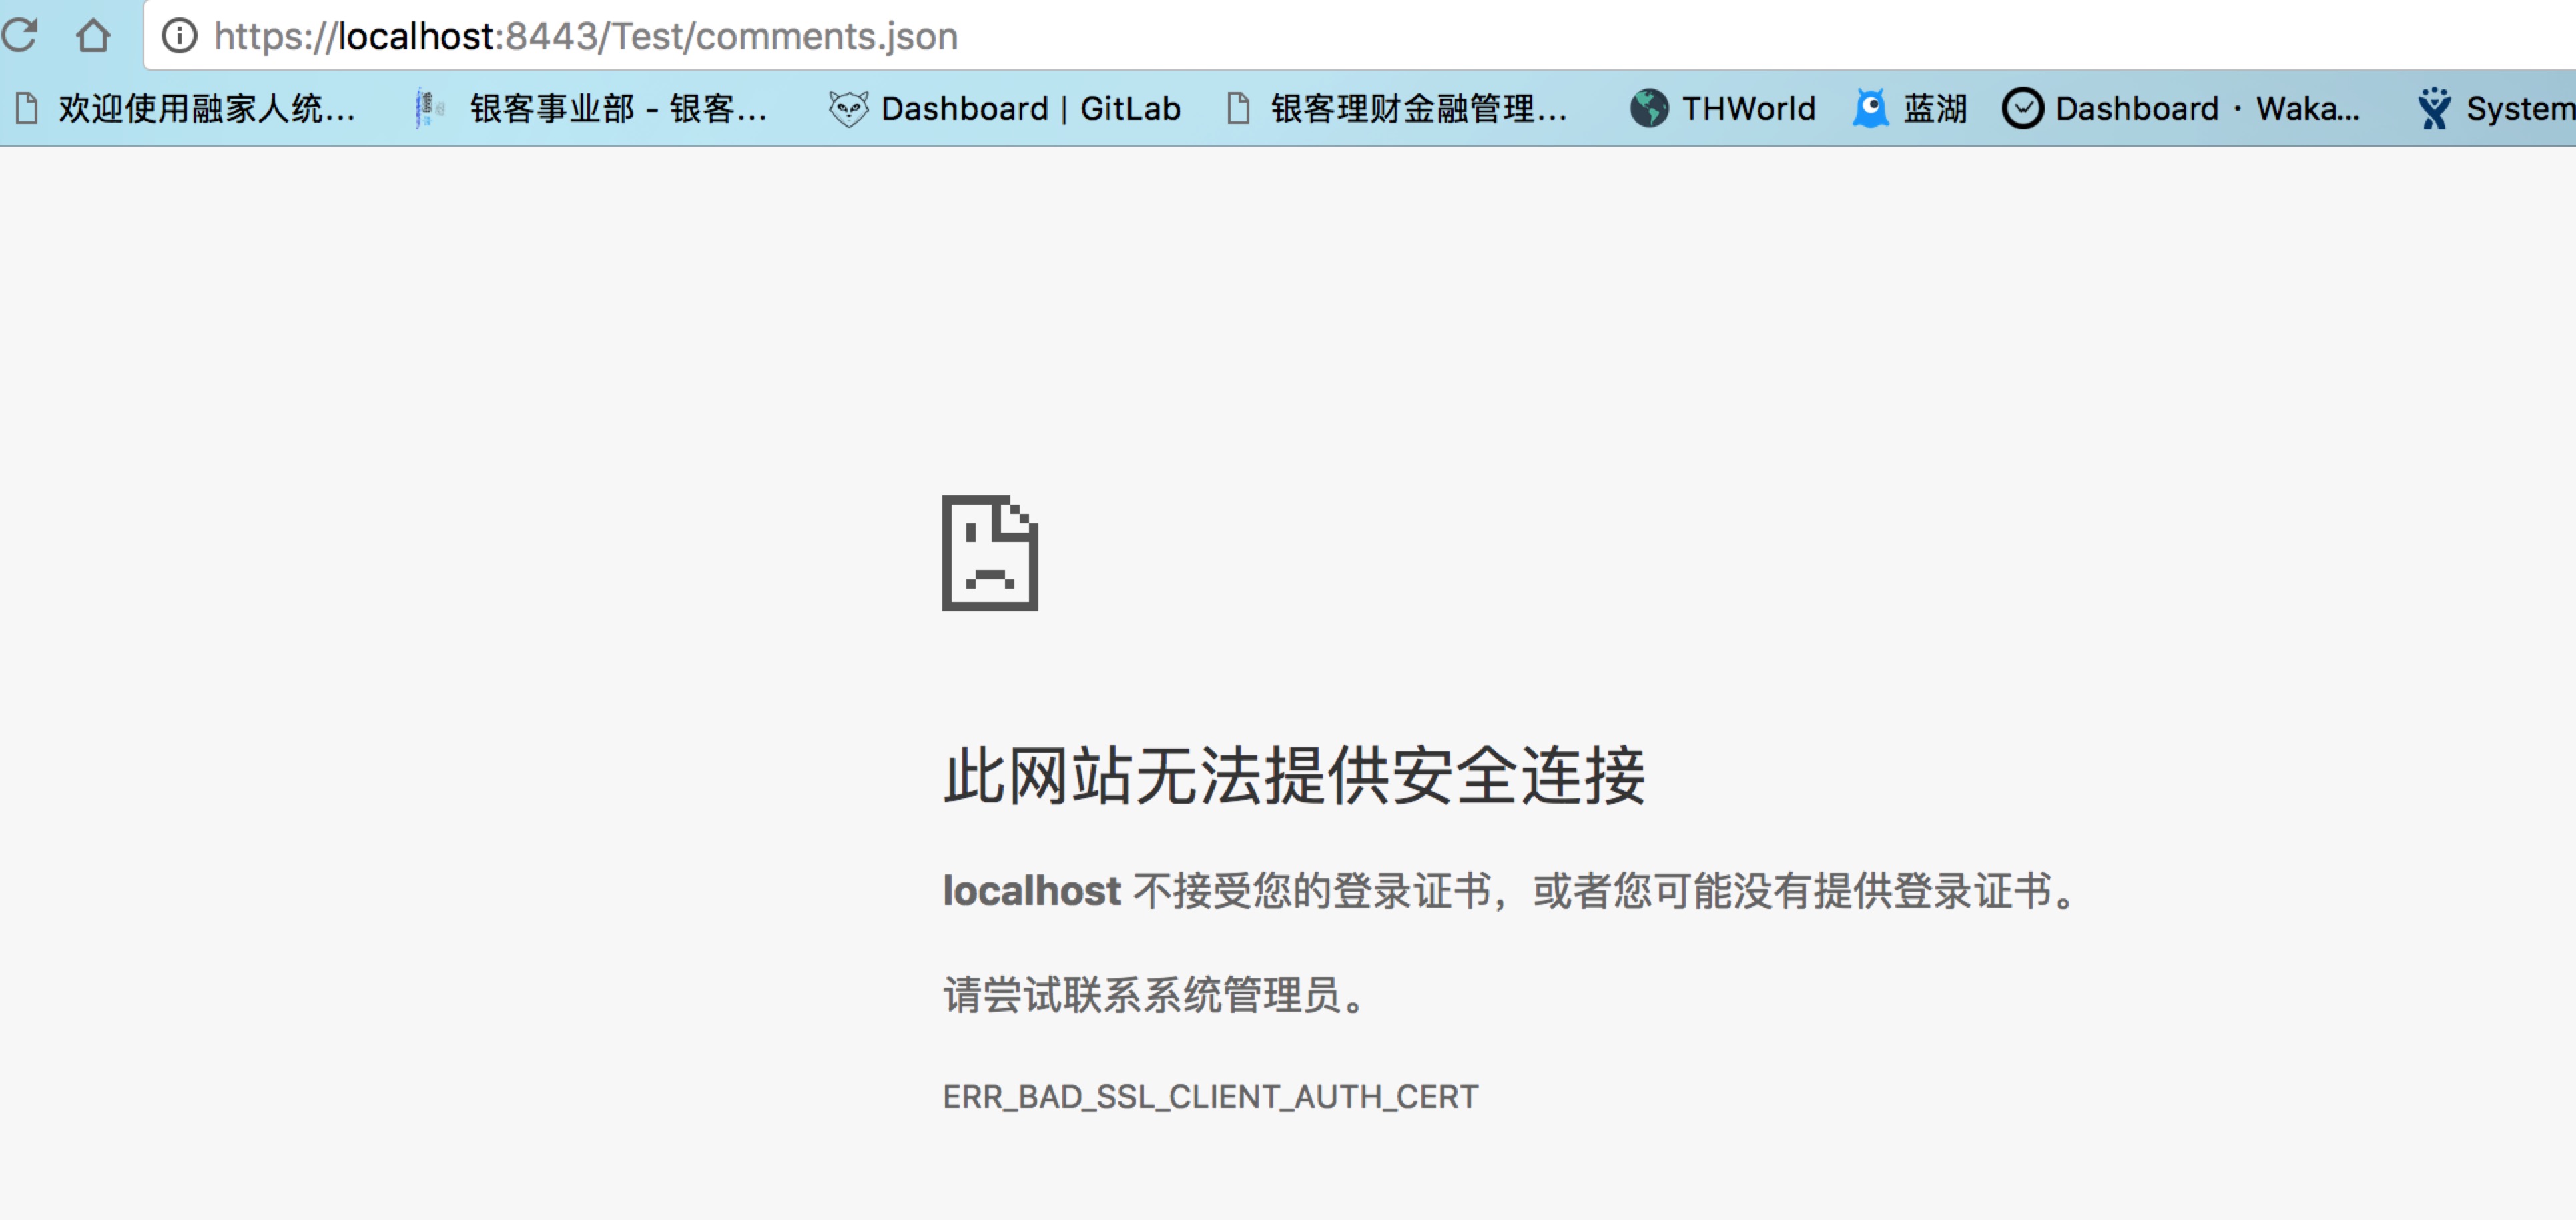 https://localhost:8443/Test/comments.json
欢迎使用融家人统... 银客事业部 - 银客... Dashboard | GitLab 银客理财金融管理... THWorld 蓝湖 Dashboard · Waka... System
此网站无法提供安全连接
localhost 不接受您的登录证书，或者您可能没有提供登录证书。
请尝试联系系统管理员。
ERR_BAD_SSL_CLIENT_AUTH_CERT